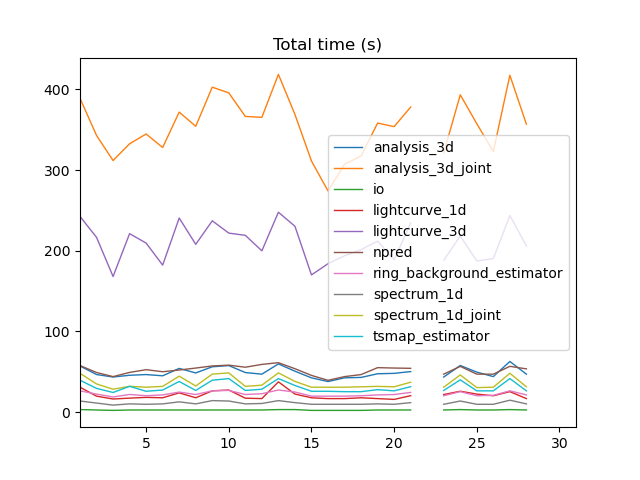 Total time (s)
400
300
200
100
0
5
10
15
20
25
30
analysis_3d
analysis_3d_joint
io
lightcurve_1d
lightcurve_3d
npred
ring_background_estimator
spectrum_1d
spectrum_1d_joint
tsmap_estimator